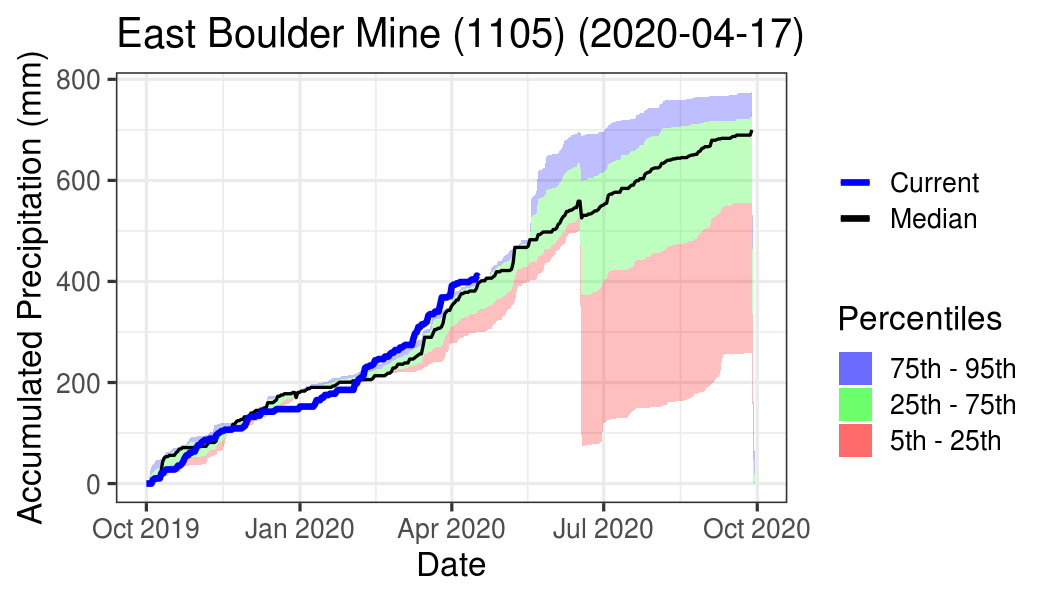 East Boulder Mine (1105) (2020-04-17)
Accumulated Precipitation (mm)
800
600
400
200
0
Oct 2019
Jan 2020
Apr 2020
Jul 2020
Oct 2020
Date
Current
Median
Percentiles
75th - 95th
25th - 75th
5th - 25th